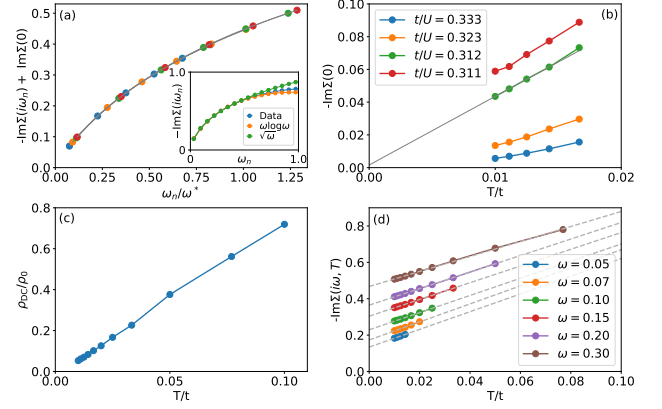 (a)
-ImΣ(iωₙ) + ImΣ(0)
0.5
0.4
0.3
0.2
0.1
0.0
0.00 0.25 0.50 0.75 1.00 1.25
ωₙ/ω*
−ImΣ(iωₙ)
1.0
0
0 ωₙ 1.0
Data
ωlogω
√ω
(b)
-ImΣ(0)
0.10
0.08
0.06
0.04
0.02
0.00
0.00 0.01 0.02
T/t
t/U = 0.333
t/U = 0.323
t/U = 0.312
t/U = 0.311
(c)
ρDC/ρ0
0.8
0.6
0.4
0.2
0.0
0.00 0.05 0.10
T/t
(d)
-ImΣ(iω, T)
0.8
0.6
0.4
0.2
0.0
0.00 0.02 0.04 0.06 0.08 0.10
T/t
ω = 0.05
ω = 0.07
ω = 0.10
ω = 0.15
ω = 0.20
ω = 0.30